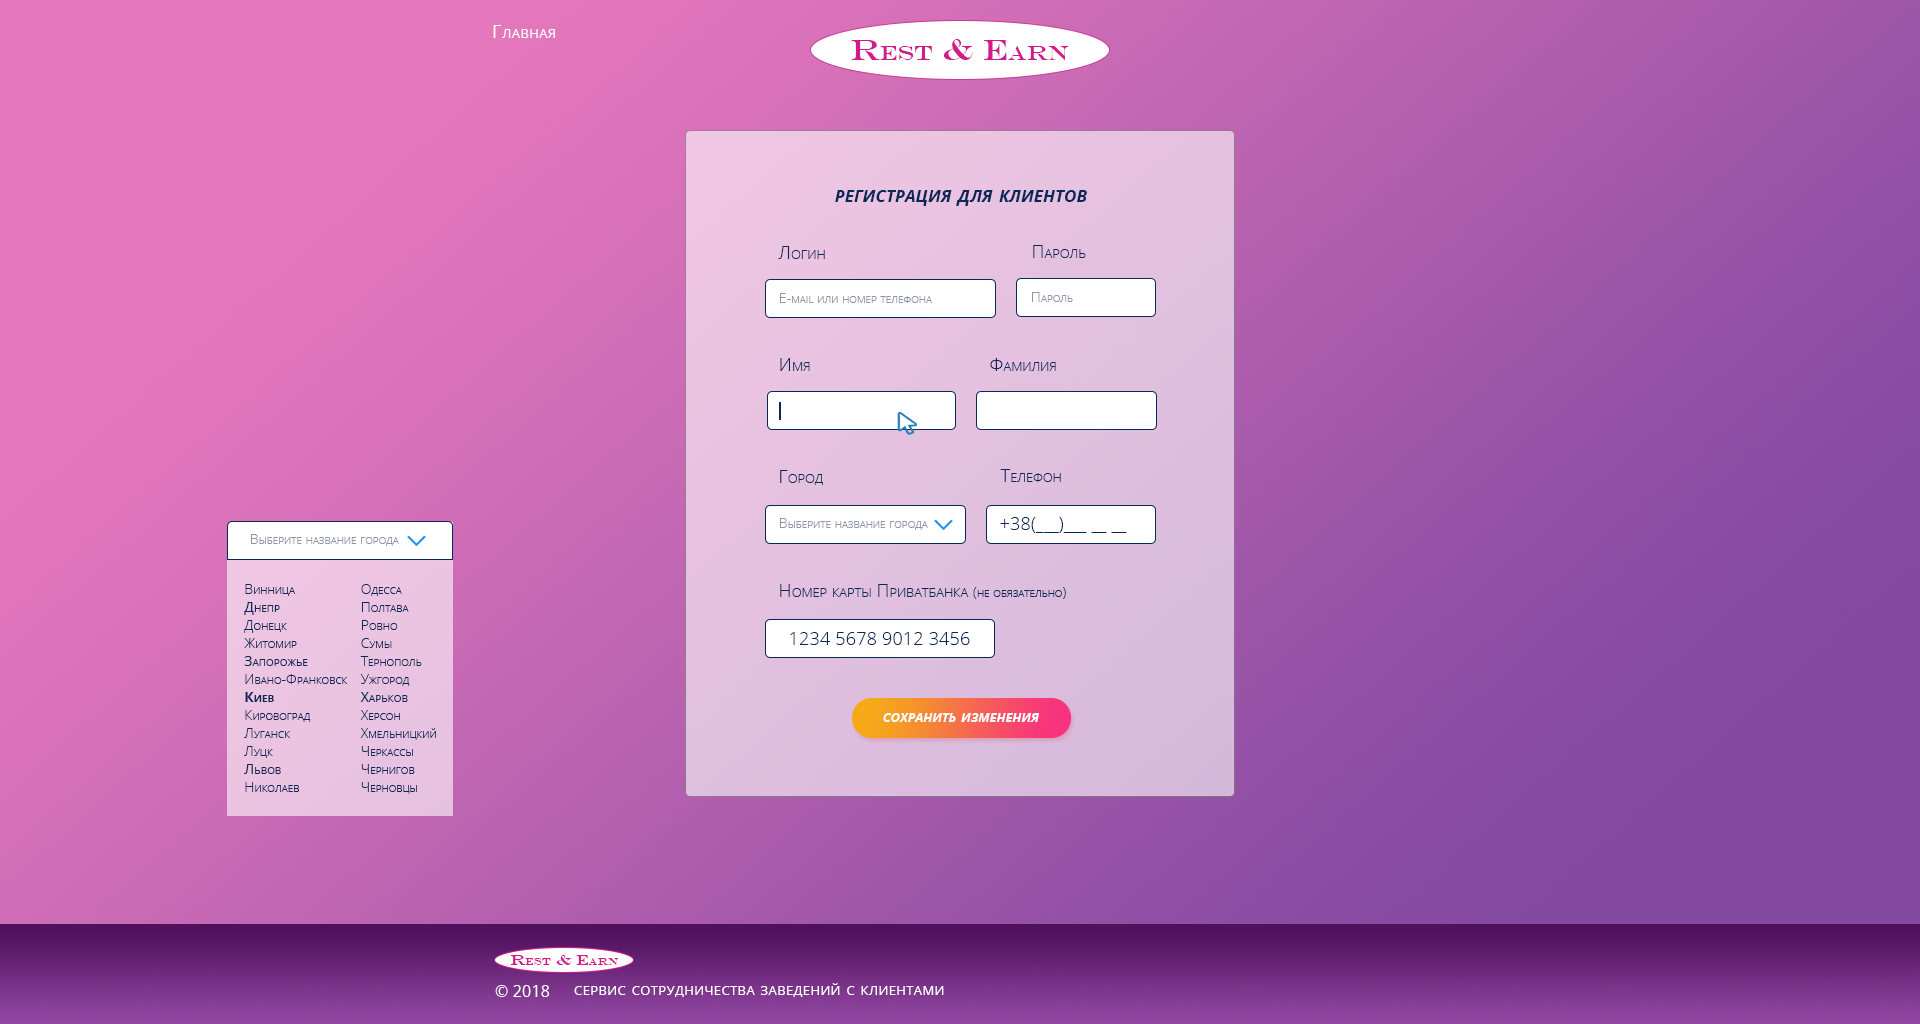 Главная
Rest & Earn
РЕГИСТРАЦИЯ ДЛЯ КЛИЕНТОВ
Логин Пароль
E-mail или номер телефона Пароль
Имя Фамилия
Город Телефон
Выберите название города +38(___)___ __ __
Номер карты Приватбанка (не обязательно)
1234 5678 9012 3456
СОХРАНИТЬ ИЗМЕНЕНИЯ
Выберите название города
Винница Одесса
Днепр Полтава
Донецк Ровно
Житомир Сумы
Запорожье Тернополь
Ивано-Франковск Ужгород
Киев Харьков
Кировоград Херсон
Луганск Хмельницкий
Луцк Черкассы
Львов Чернигов
Николаев Черновцы
Rest & Earn
© 2018 СЕРВИС СОТРУДНИЧЕСТВА ЗАВЕДЕНИЙ С КЛИЕНТАМИ